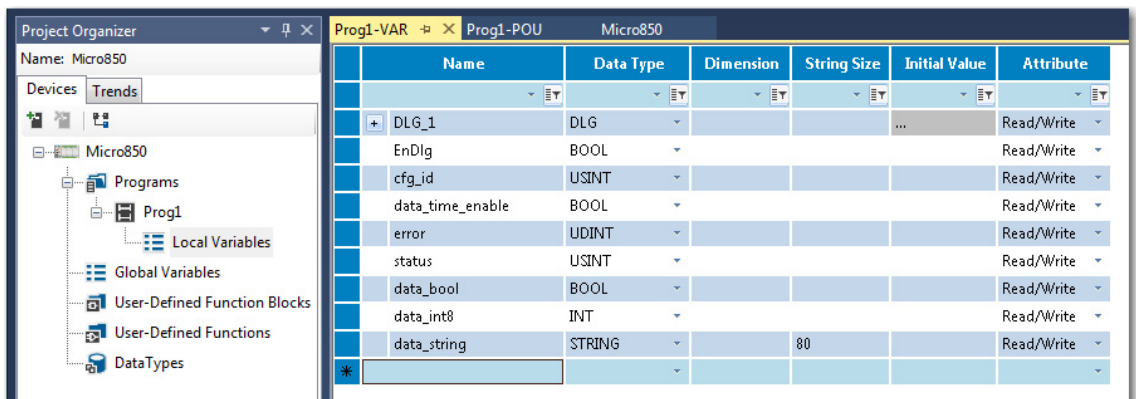 Project Organizer
Name: Micro850
Devices Trends
Micro850
Programs
Prog1
Local Variables
Global Variables
User-Defined Function Blocks
User-Defined Functions
DataTypes
Prog1-VAR Prog1-POU Micro850
Name Data Type Dimension String Size Initial Value Attribute
+ DLG_1 DLG ... Read/Write
EnDlg BOOL Read/Write
cfg_id USINT Read/Write
data_time_enable BOOL Read/Write
error UDINT Read/Write
status USINT Read/Write
data_bool BOOL Read/Write
data_int8 INT Read/Write
data_string STRING 80 Read/Write
*